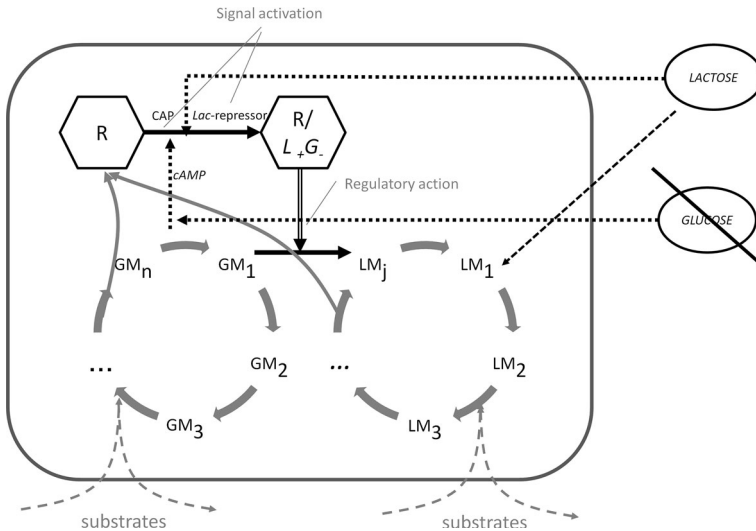 Signal activation
LACTOSE
CAP
Lac-repressor
R
R/
L +G-
cAMP
Regulatory action
GLUCOSE
GMn
GM1
LMj
LM1
...
GM2
...
LM2
GM3
LM3
substrates
substrates